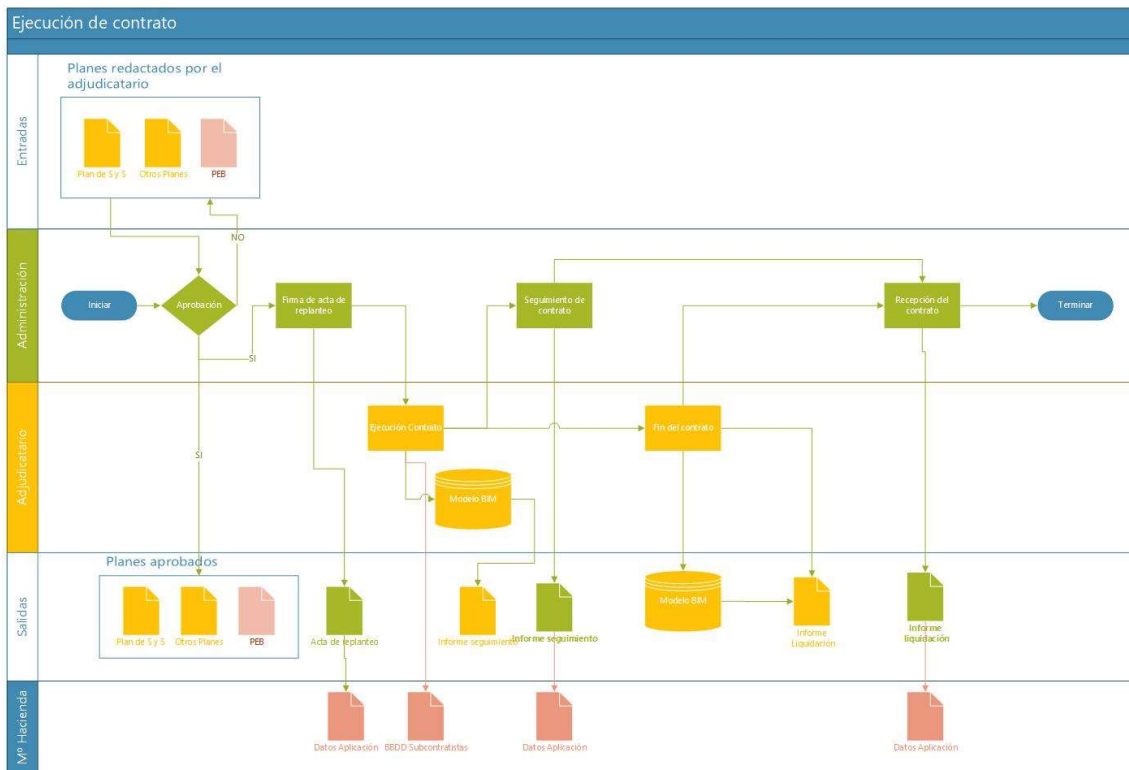 Ejecución de contrato
Entradas
Planes redactados por el
adjudicatario
Plan de S y S
Otros Planes
PEB
NO
Administración
Iniciar
Aprobación
SI
Firma de acta de
replanteo
Seguimiento de
contrato
Recepción del
contrato
Terminar
Adjudicatario
SI
Ejecución Contrato
Modelo BIM
Fin del contrato
Salidas
Planes aprobados
Plan de S y S
Otros Planes
PEB
Acta de replanteo
Informe seguimiento
Informe seguimiento
Modelo BIM
Informe
Liquidación
Informe
liquidación
Mº Hacienda
Datos Aplicación
BBDD Subcontratistas
Datos Aplicación
Datos Aplicación